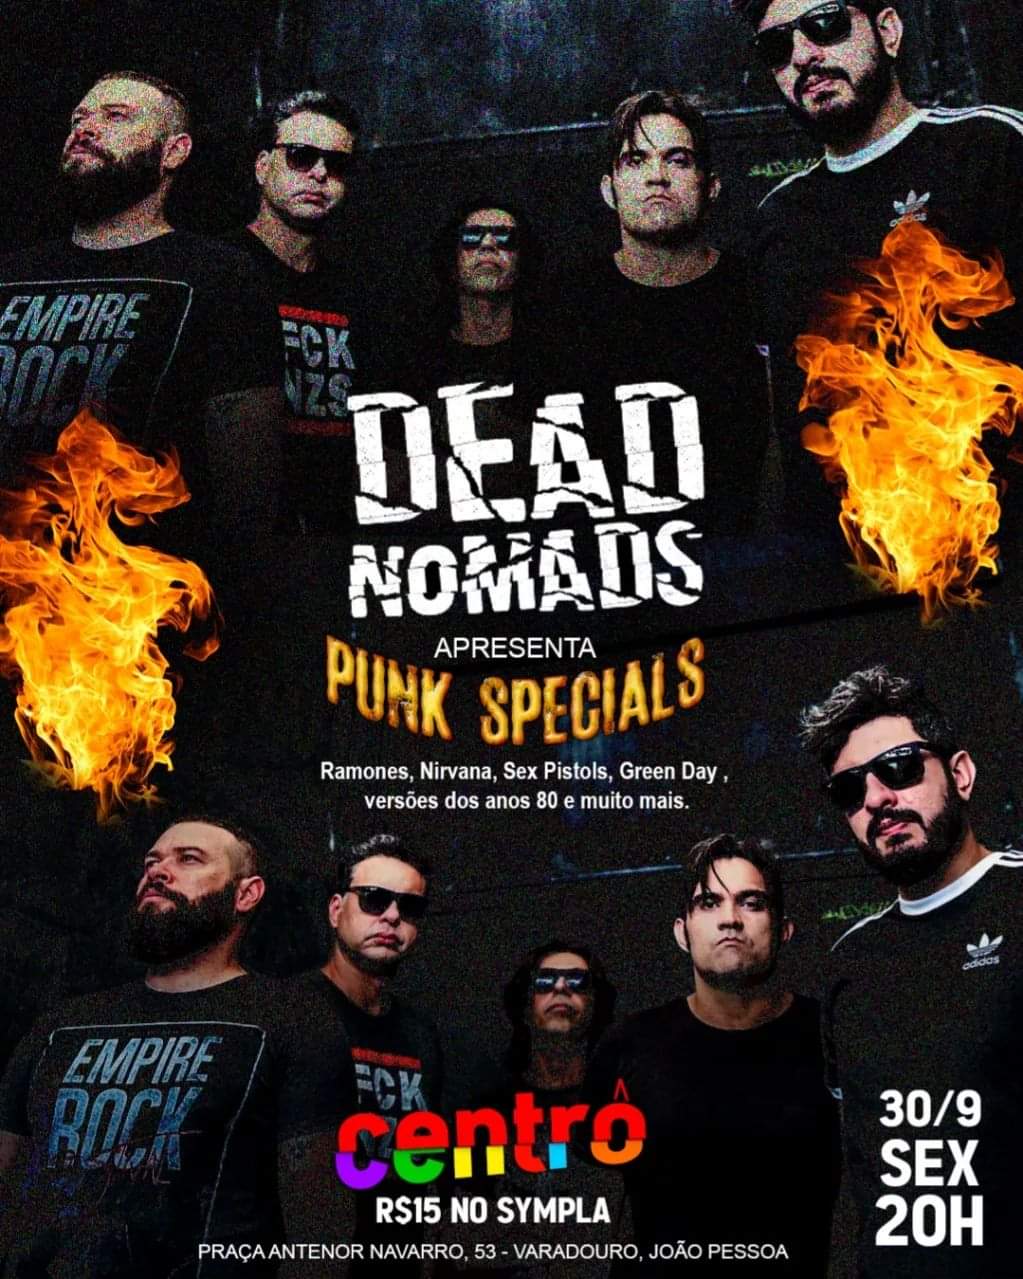 adidas
EMPIRE
ROCK
FCK
NZS
DEAD
NOMADS
APRESENTA
PUNK SPECIALS
Ramones, Nirvana, Sex Pistols, Green Day ,
versões dos anos 80 e muito mais.
adidas
EMPIRE
ROCK
FCK
centrô
R$15 NO SYMPLA
PRAÇA ANTENOR NAVARRO, 53 - VARADOURO, JOÃO PESSOA
30/9
SEX
20H